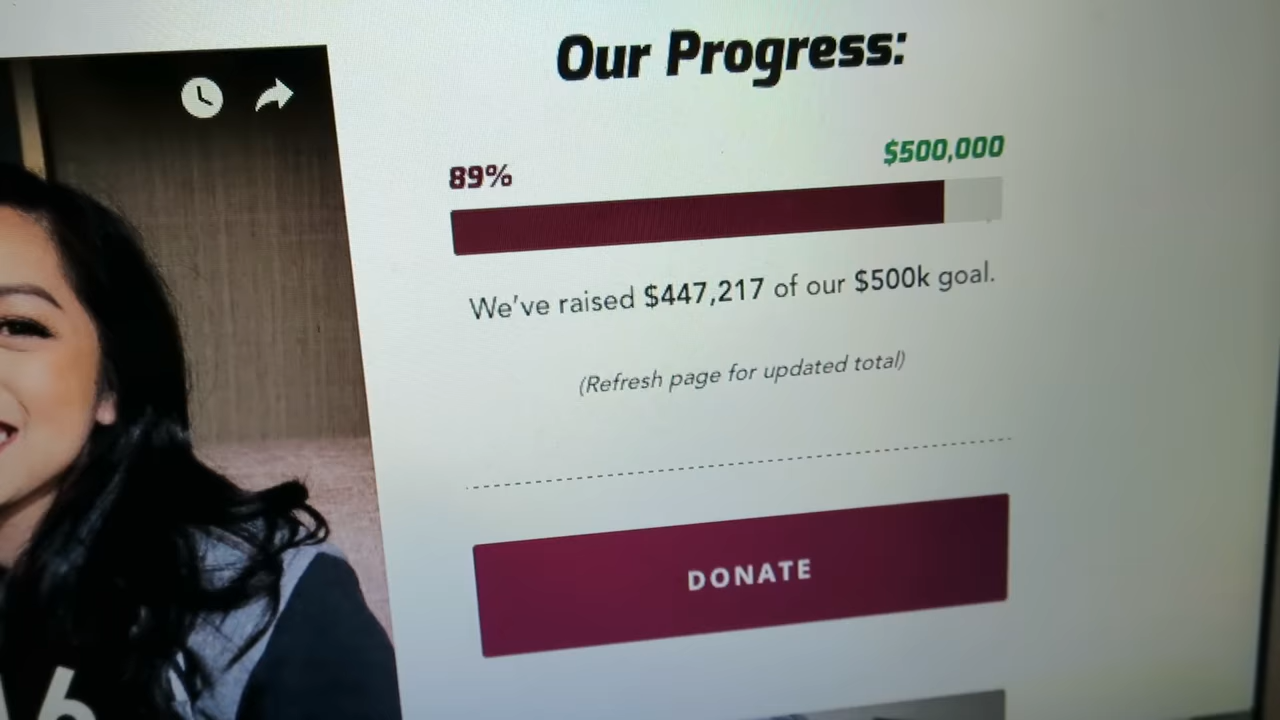 Our Progress:
89%
$500,000
We've raised $447,217 of our $500k goal.
(Refresh page for updated total)
DONATE